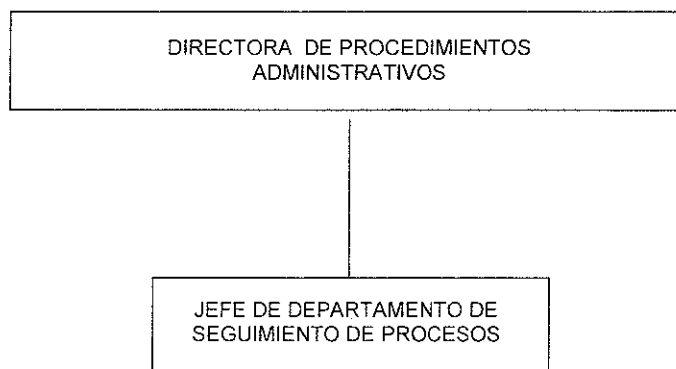 DIRECTORA DE PROCEDIMIENTOS
ADMINISTRATIVOS
JEFE DE DEPARTAMENTO DE
SEGUIMIENTO DE PROCESOS